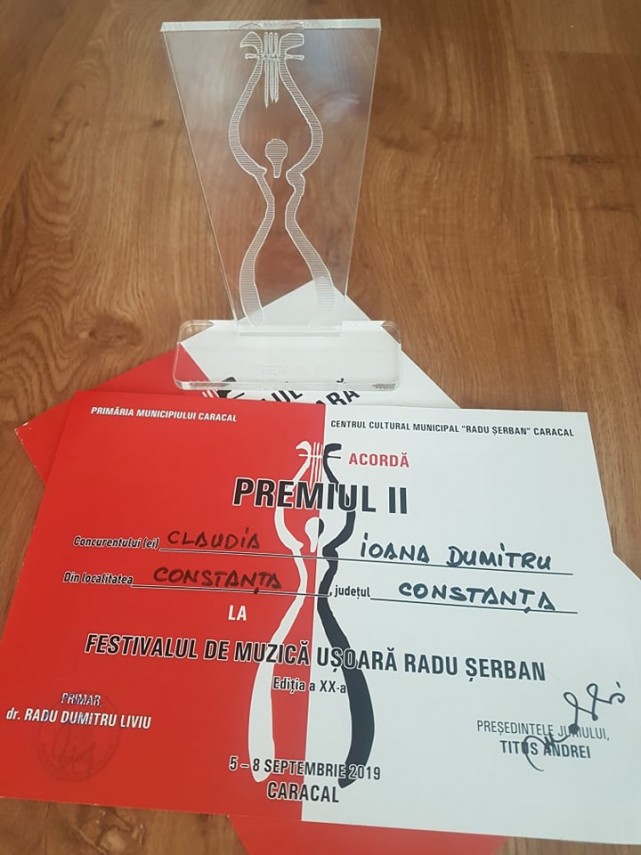 PRIMĂRIA MUNICIPIULUI CARACAL
CENTRUL CULTURAL MUNICIPAL "RADU ȘERBAN" CARACAL
ACORDĂ
PREMIUL II
Concurentului (ei) CLAUDIA IOANA DUMITRU
Din localitatea CONSTANȚA, județul CONSTANȚA
LA
FESTIVALUL DE MUZICĂ UȘOARĂ RADU ȘERBAN
Ediția a XX-a
PRIMAR,
dr. RADU DUMITRU LIVIU
PREȘEDINTELE JURIULUI,
TITUS ANDREI
5 – 8 SEPTEMBRIE 2019
CARACAL